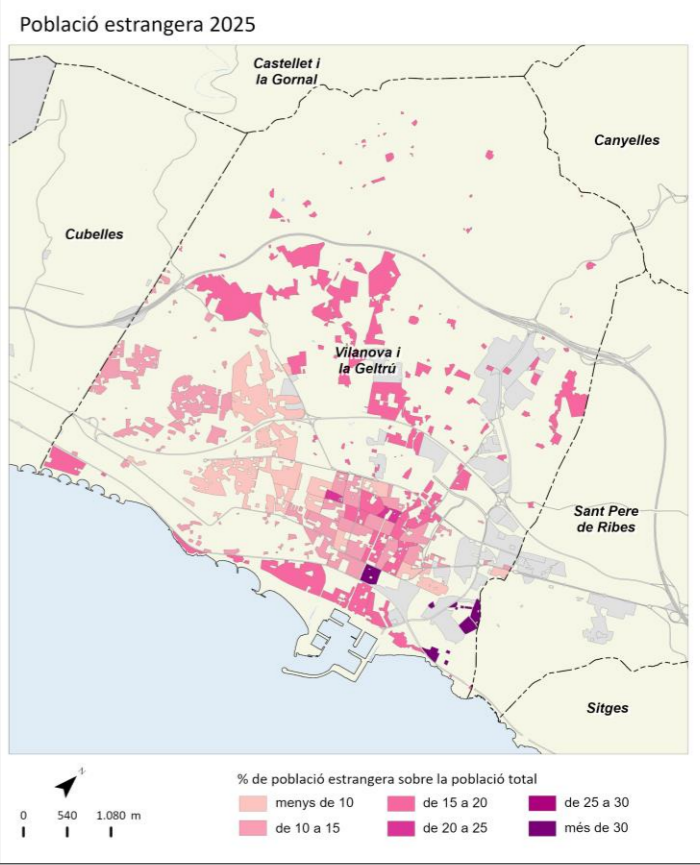 Població estrangera 2025
Castellet i
la Gornal
Canyelles
Cubelles
Vilanova i
la Geltrú
Sant Pere
de Ribes
Sitges
% de població estrangera sobre la població total
menys de 10
de 15 a 20
de 25 a 30
de 10 a 15
de 20 a 25
més de 30
N
0 540 1.080 m